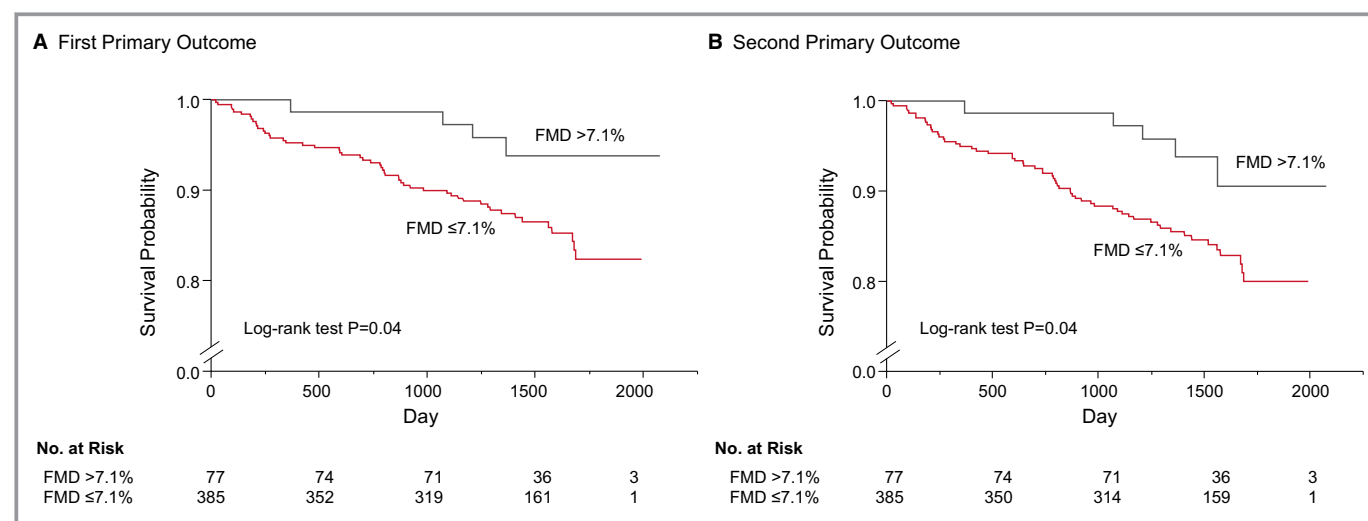 A First Primary Outcome
Survival Probability
1.0
0.9
0.8
0.0
FMD >7.1%
FMD ≤7.1%
Log-rank test P=0.04
0 500 1000 1500 2000
Day
No. at Risk
FMD >7.1% 77 74 71 36 3
FMD ≤7.1% 385 352 319 161 1
B Second Primary Outcome
Survival Probability
1.0
0.9
0.8
0.0
FMD >7.1%
FMD ≤7.1%
Log-rank test P=0.04
0 500 1000 1500 2000
Day
No. at Risk
FMD >7.1% 77 74 71 36 3
FMD ≤7.1% 385 350 314 159 1